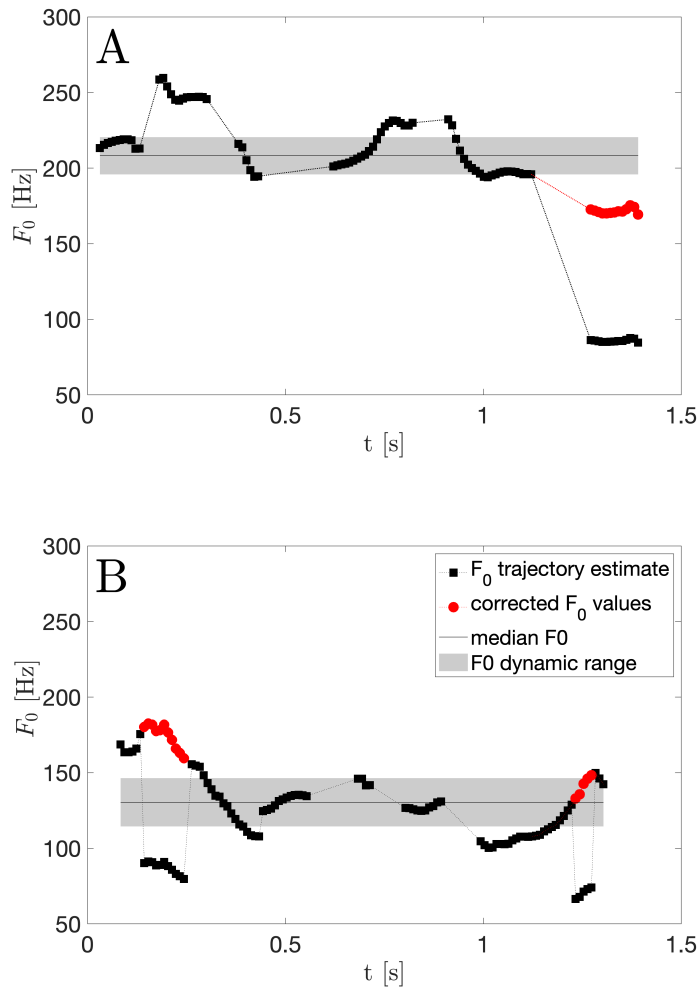 A
300
250
200
150
100
50
F0 [Hz]
0
0.5
1
1.5
t [s]
B
300
250
200
150
100
50
F0 [Hz]
0
0.5
1
1.5
t [s]
F0 trajectory estimate
corrected F0 values
median F0
F0 dynamic range